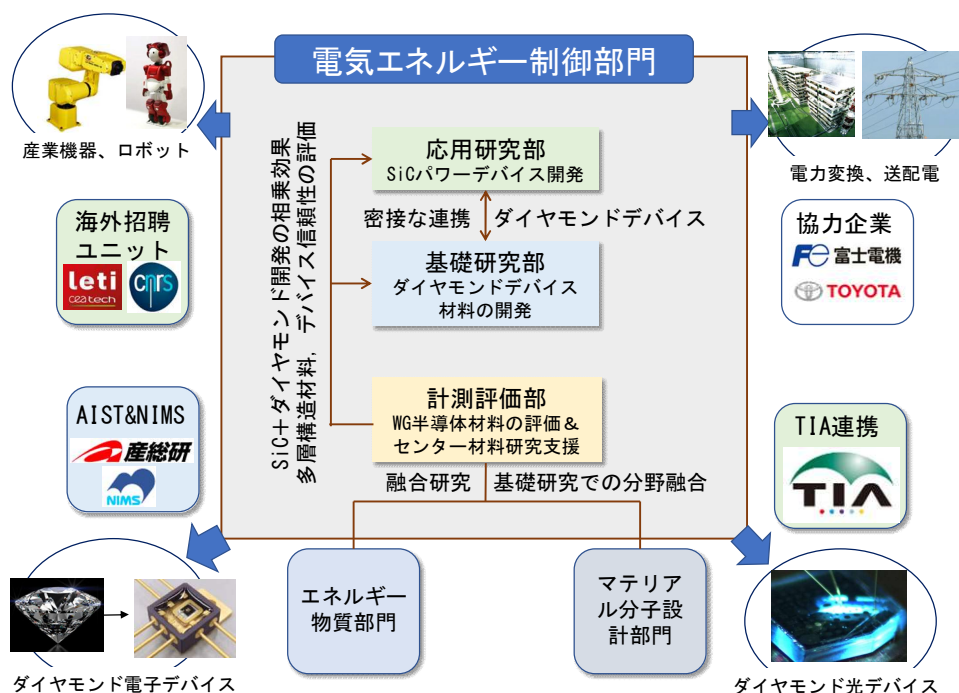 電気エネルギー制御部門
産業機器、ロボット
電力変換、送配電
SiC+ダイヤモンド開発の相乗効果
多層構造材料, デバイス信頼性の評価
応用研究部
SiCパワーデバイス開発
密接な連携
ダイヤモンドデバイス
基礎研究部
ダイヤモンドデバイス
材料の開発
計測評価部
WG半導体材料の評価&
センター材料研究支援
融合研究
基礎研究での分野融合
海外招聘
ユニット
leti
ceatech
cnrs
協力企業
Fe 富士電機
TOYOTA
AIST&NIMS
産総研
NIMS
TIA連携
TIA
エネルギー
物質部門
マテリア
ル分子設
計部門
ダイヤモンド電子デバイス
ダイヤモンド光デバイス